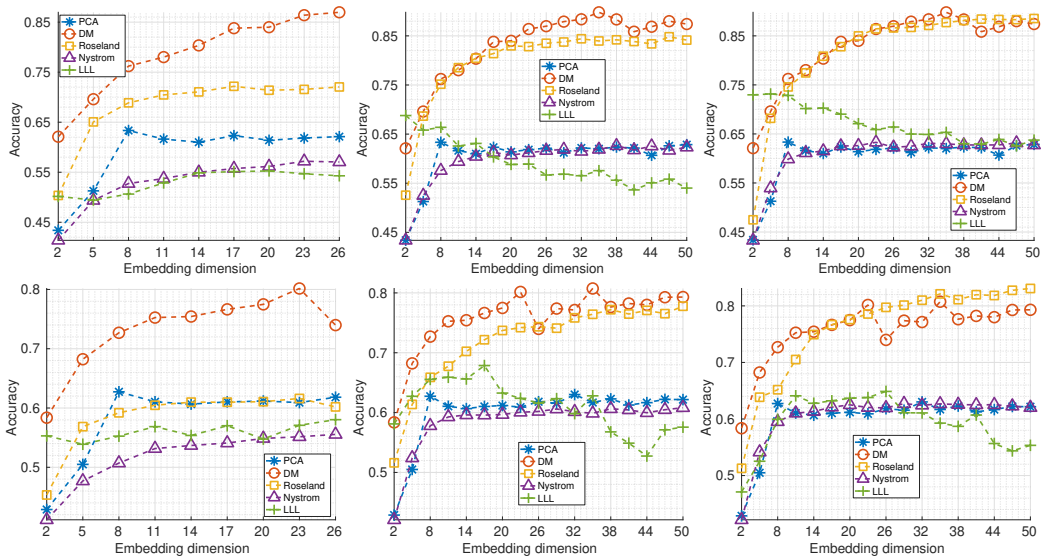 0.85
0.75
0.65
0.55
0.45
Accuracy
PCA
DM
Roseland
Nystrom
LLL
2 5 8 11 14 17 20 23 26
Embedding dimension
0.85
0.75
0.65
0.55
0.45
Accuracy
PCA
DM
Roseland
Nystrom
LLL
2 8 14 20 26 32 38 44 50
Embedding dimension
0.85
0.75
0.65
0.55
0.45
Accuracy
PCA
DM
Roseland
Nystrom
LLL
2 8 14 20 26 32 38 44 50
Embedding dimension
0.8
0.7
0.6
0.5
Accuracy
PCA
DM
Roseland
Nystrom
LLL
2 5 8 11 14 17 20 23 26
Embedding dimension
0.8
0.7
0.6
0.5
Accuracy
PCA
DM
Roseland
Nystrom
LLL
2 8 14 20 26 32 38 44 50
Embedding dimension
0.8
0.7
0.6
0.5
Accuracy
PCA
DM
Roseland
Nystrom
LLL
2 8 14 20 23 26 32 38 44 50
Embedding dimension